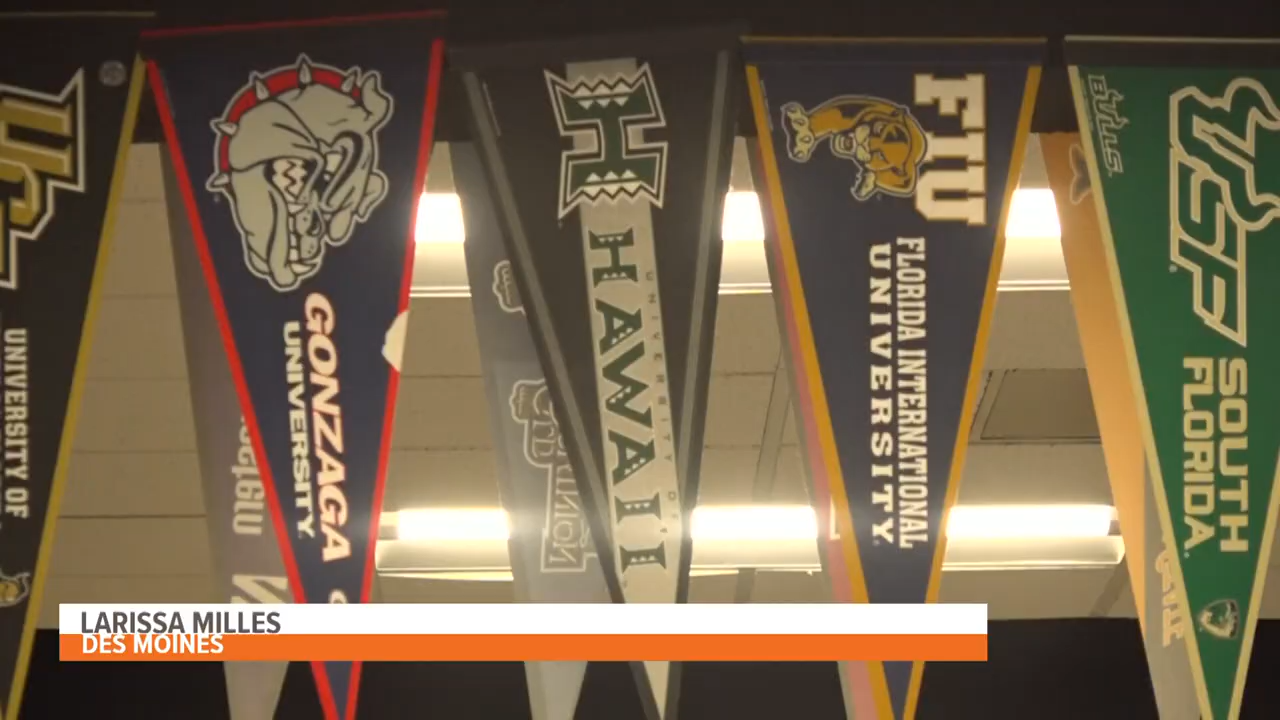 UCF
UNIVERSITY OF
GONZAGA
UNIVERSITY
H
UNIVERSITY OF
HAWAII
FIU
FLORIDA INTERNATIONAL
UNIVERSITY
BULLS
USF
SOUTH
FLORIDA
LARISSA MILLES
DES MOINES